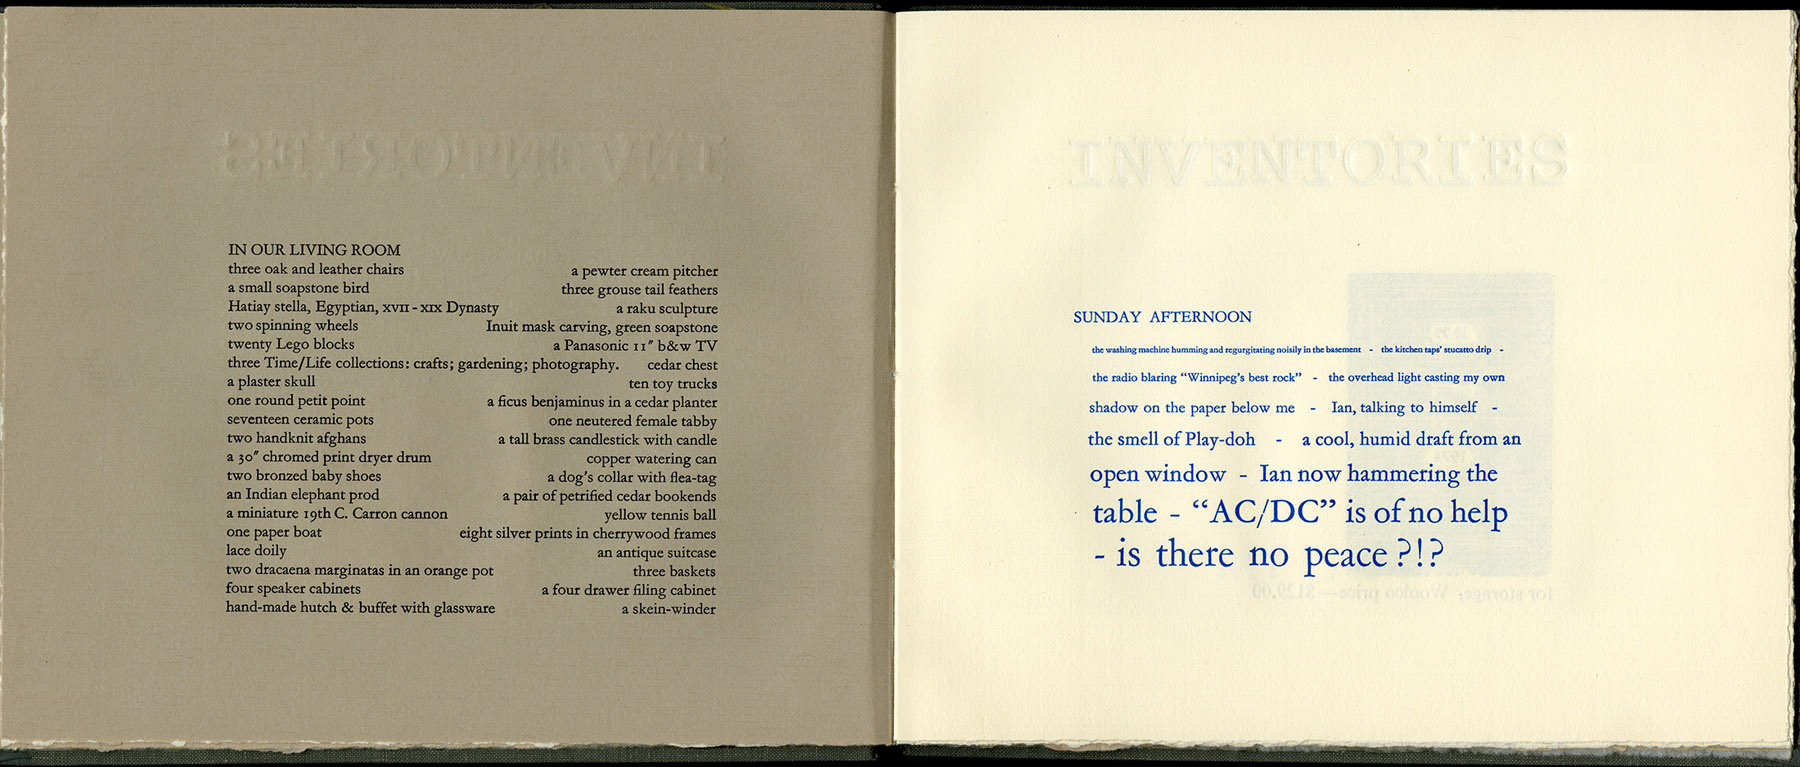 INVENTORIES
IN OUR LIVING ROOM
three oak and leather chairs a pewter cream pitcher
a small soapstone bird three grouse tail feathers
Hatiay stella, Egyptian, XVII - XIX Dynasty a raku sculpture
two spinning wheels Inuit mask carving, green soapstone
twenty Lego blocks a Panasonic 11″ b&w TV
three Time/Life collections: crafts; gardening; photography. cedar chest
a plaster skull ten toy trucks
one round petit point a ficus benjaminus in a cedar planter
seventeen ceramic pots one neutered female tabby
two handknit afghans a tall brass candlestick with candle
a 30″ chromed print dryer drum copper watering can
two bronzed baby shoes a dog's collar with flea-tag
an Indian elephant prod a pair of petrified cedar bookends
a miniature 19th C. Carron cannon yellow tennis ball
one paper boat eight silver prints in cherrywood frames
lace doily an antique suitcase
two dracaena marginatas in an orange pot three baskets
four speaker cabinets a four drawer filing cabinet
hand-made hutch & buffet with glassware a skein-winder
INVENTORIES
SUNDAY AFTERNOON
the washing machine humming and regurgitating noisily in the basement - the kitchen taps' stucatto drip -
the radio blaring “Winnipeg's best rock” - the overhead light casting my own
shadow on the paper below me - Ian, talking to himself -
the smell of Play-doh - a cool, humid draft from an
open window - Ian now hammering the
table - “AC/DC” is of no help
- is there no peace ?!?
for storage, Woolco price—$129.00